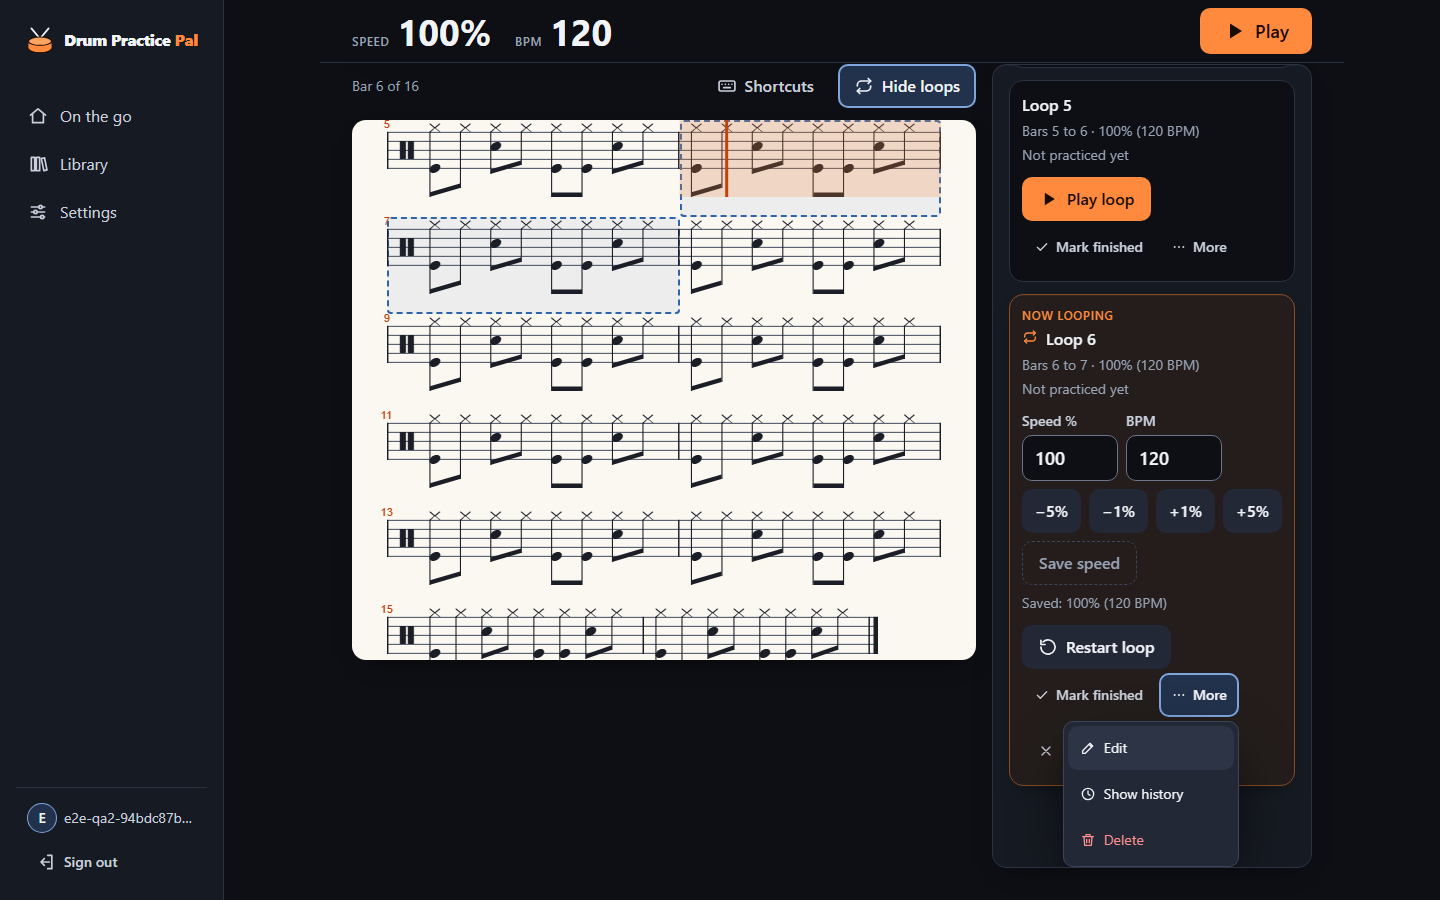 Drum Practice Pal
On the go
Library
Settings
E e2e-qa2-94bdc87b...
Sign out
SPEED 100% BPM 120
Play
Bar 6 of 16
Shortcuts
Hide loops
5
7
9
11
13
15
Loop 5
Bars 5 to 6 · 100% (120 BPM)
Not practiced yet
Play loop
Mark finished
··· More
NOW LOOPING
Loop 6
Bars 6 to 7 · 100% (120 BPM)
Not practiced yet
Speed % BPM
100 120
−5% −1% +1% +5%
Save speed
Saved: 100% (120 BPM)
Restart loop
Mark finished
··· More
Edit
Show history
Delete